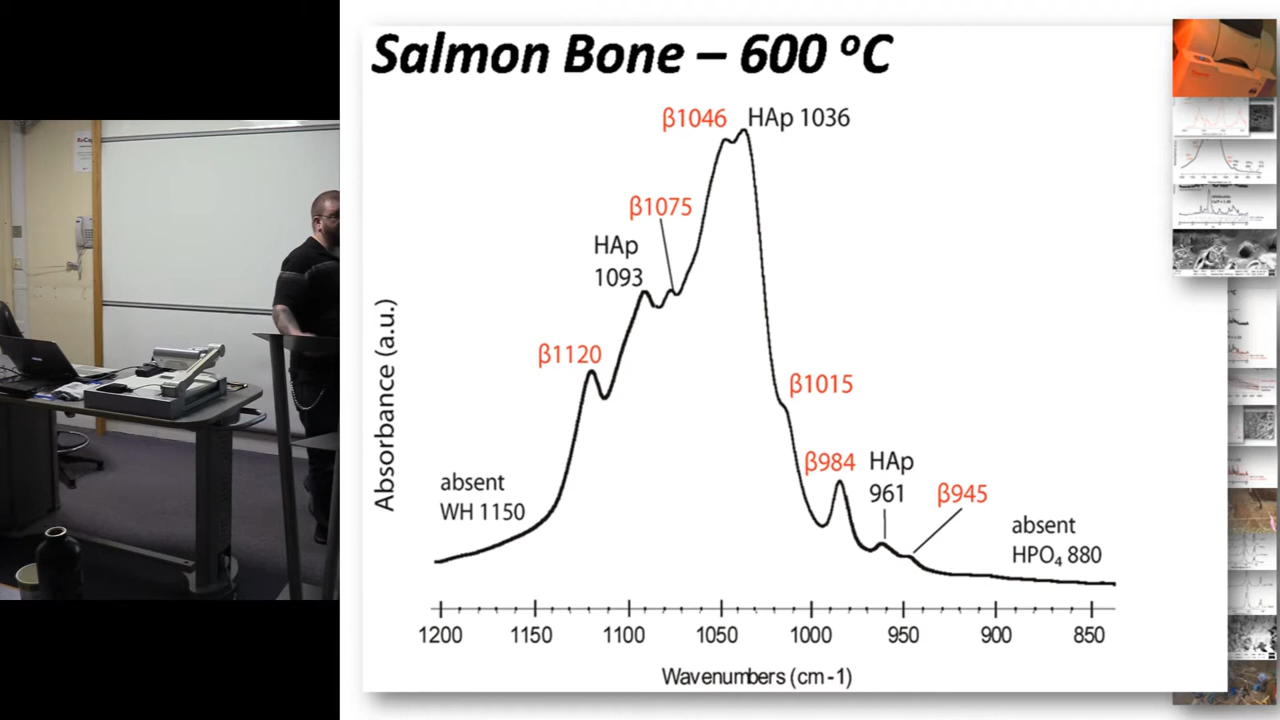 Salmon Bone – 600 ºC
β1046
HAp 1036
β1075
HAp
1093
β1120
β1015
β984
HAp
961
β945
absent
WH 1150
absent
HPO₄ 880
Absorbance (a.u.)
1200
1150
1100
1050
1000
950
900
850
Wavenumbers (cm-1)